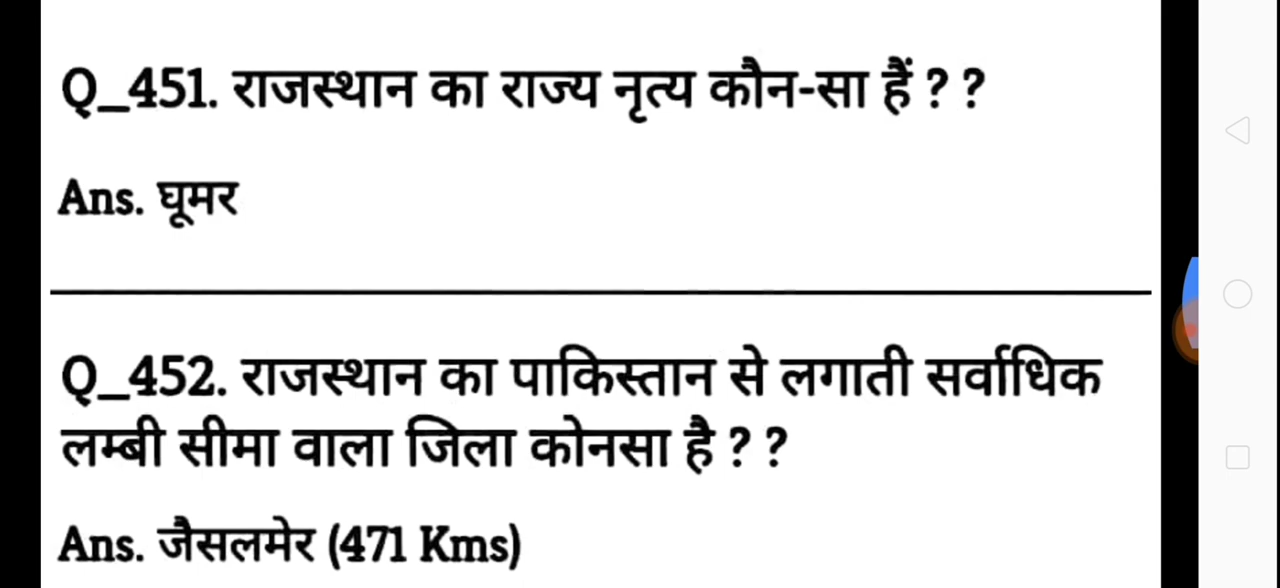 Q_451. राजस्थान का राज्य नृत्य कौन-सा हैं ? ?
Ans. घूमर
Q_452. राजस्थान का पाकिस्तान से लगाती सर्वाधिक
लम्बी सीमा वाला जिला कोनसा है ? ?
Ans. जैसलमेर (471 Kms)